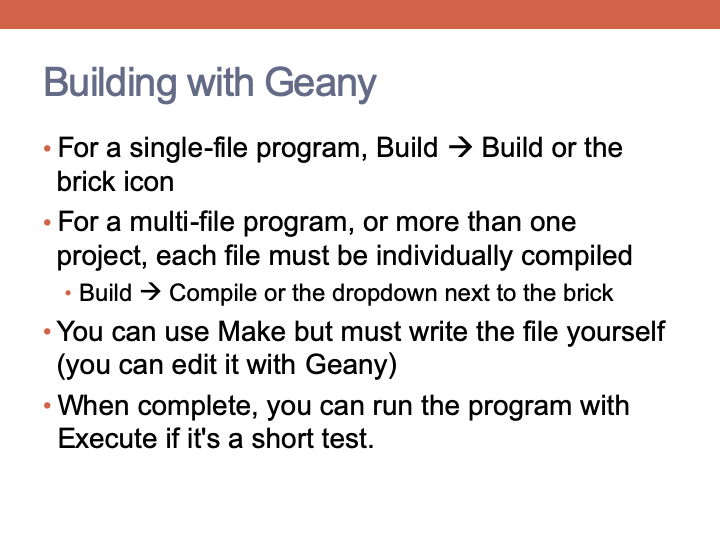 Building with Geany
• For a single-file program, Build → Build or the
brick icon
• For a multi-file program, or more than one
project, each file must be individually compiled
• Build → Compile or the dropdown next to the brick
• You can use Make but must write the file yourself
(you can edit it with Geany)
• When complete, you can run the program with
Execute if it's a short test.